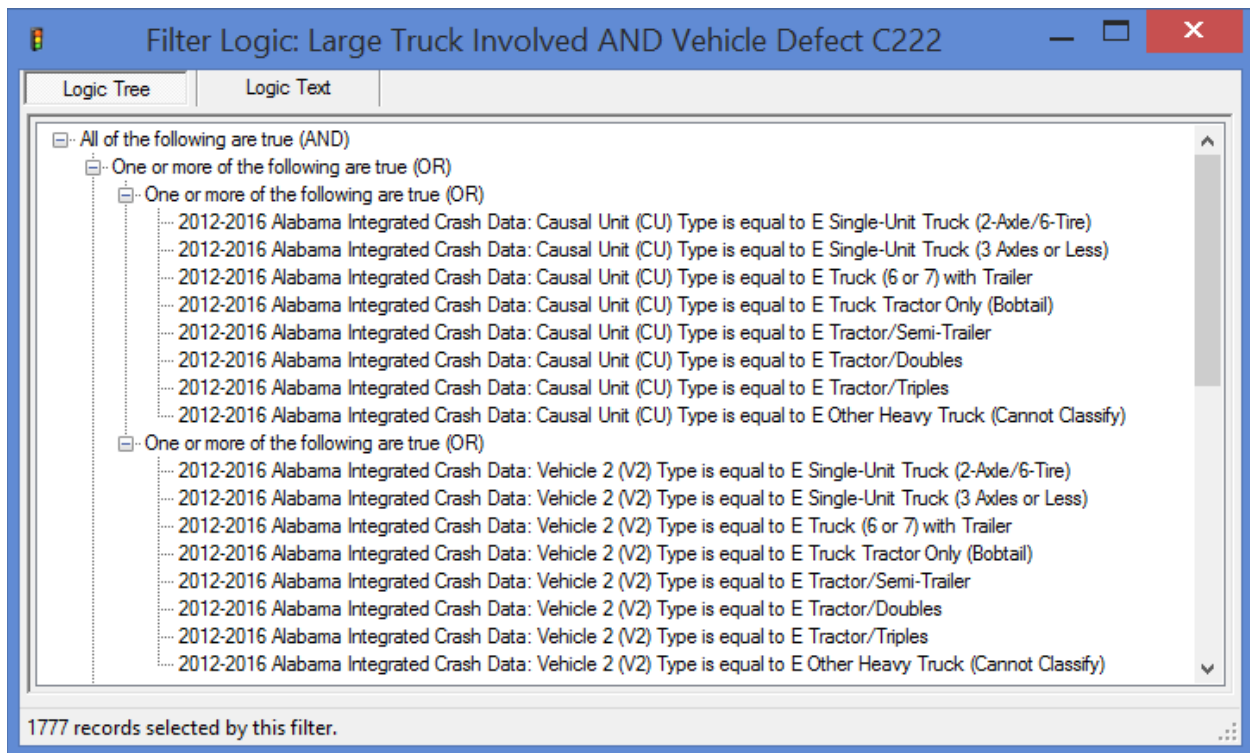 Filter Logic: Large Truck Involved AND Vehicle Defect C222
Logic Tree
Logic Text
All of the following are true (AND)
One or more of the following are true (OR)
One or more of the following are true (OR)
2012-2016 Alabama Integrated Crash Data: Causal Unit (CU) Type is equal to E Single-Unit Truck (2-Axle/6-Tire)
2012-2016 Alabama Integrated Crash Data: Causal Unit (CU) Type is equal to E Single-Unit Truck (3 Axles or Less)
2012-2016 Alabama Integrated Crash Data: Causal Unit (CU) Type is equal to E Truck (6 or 7) with Trailer
2012-2016 Alabama Integrated Crash Data: Causal Unit (CU) Type is equal to E Truck Tractor Only (Bobtail)
2012-2016 Alabama Integrated Crash Data: Causal Unit (CU) Type is equal to E Tractor/Semi-Trailer
2012-2016 Alabama Integrated Crash Data: Causal Unit (CU) Type is equal to E Tractor/Doubles
2012-2016 Alabama Integrated Crash Data: Causal Unit (CU) Type is equal to E Tractor/Triples
2012-2016 Alabama Integrated Crash Data: Causal Unit (CU) Type is equal to E Other Heavy Truck (Cannot Classify)
One or more of the following are true (OR)
2012-2016 Alabama Integrated Crash Data: Vehicle 2 (V2) Type is equal to E Single-Unit Truck (2-Axle/6-Tire)
2012-2016 Alabama Integrated Crash Data: Vehicle 2 (V2) Type is equal to E Single-Unit Truck (3 Axles or Less)
2012-2016 Alabama Integrated Crash Data: Vehicle 2 (V2) Type is equal to E Truck (6 or 7) with Trailer
2012-2016 Alabama Integrated Crash Data: Vehicle 2 (V2) Type is equal to E Truck Tractor Only (Bobtail)
2012-2016 Alabama Integrated Crash Data: Vehicle 2 (V2) Type is equal to E Tractor/Semi-Trailer
2012-2016 Alabama Integrated Crash Data: Vehicle 2 (V2) Type is equal to E Tractor/Doubles
2012-2016 Alabama Integrated Crash Data: Vehicle 2 (V2) Type is equal to E Tractor/Triples
2012-2016 Alabama Integrated Crash Data: Vehicle 2 (V2) Type is equal to E Other Heavy Truck (Cannot Classify)
1777 records selected by this filter.